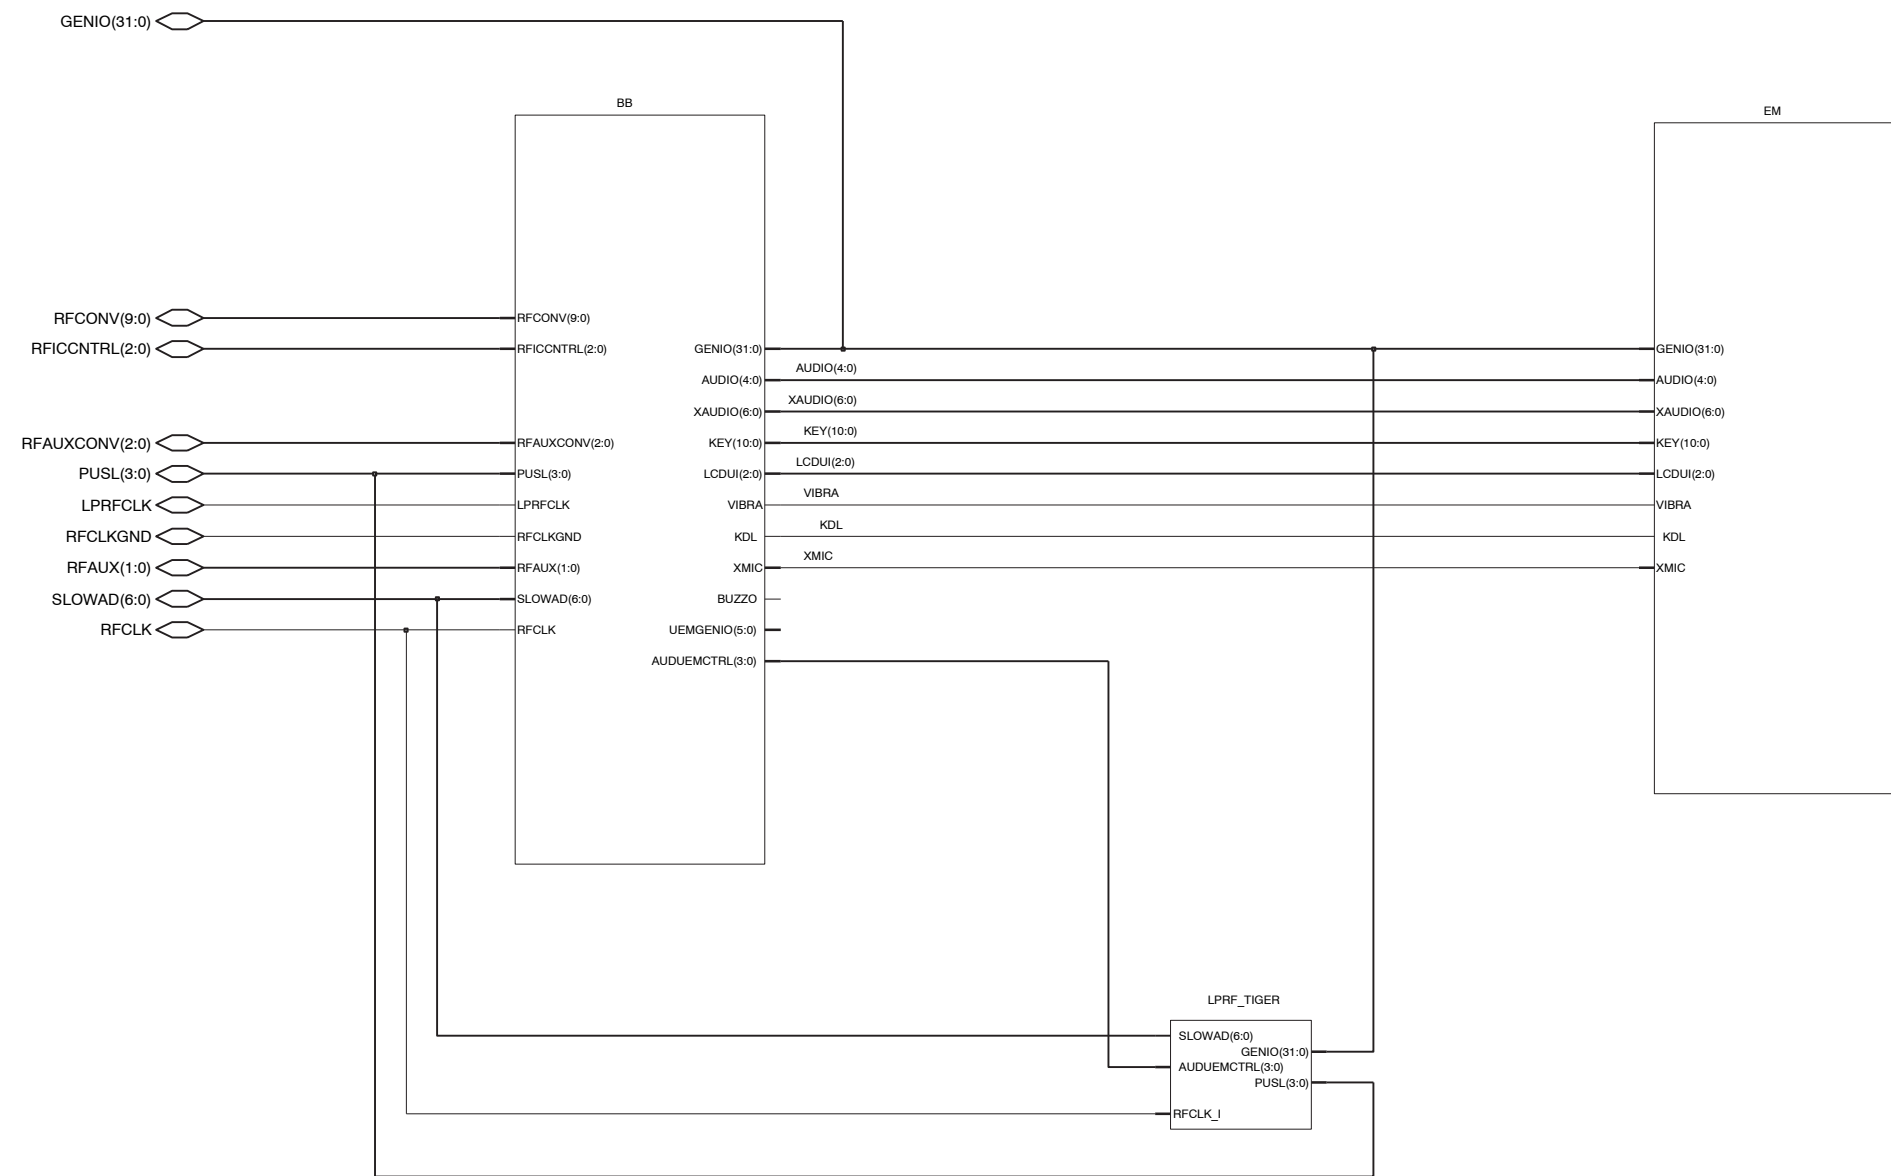 GENIO(31:0)
BB
EM
RFCONV(9:0)
RFCONV(9:0)
RFICCNTRL(2:0)
RFICCNTRL(2:0)
GENIO(31:0)
GENIO(31:0)
AUDIO(4:0)
AUDIO(4:0)
AUDIO(4:0)
XAUDIO(6:0)
XAUDIO(6:0)
XAUDIO(6:0)
KEY(10:0)
RFAUXCONV(2:0)
RFAUXCONV(2:0)
KEY(10:0)
KEY(10:0)
LCDUI(2:0)
PUSL(3:0)
PUSL(3:0)
LCDUI(2:0)
LCDUI(2:0)
VIBRA
LPRFCLK
LPRFCLK
VIBRA
VIBRA
KDL
RFCLKGND
RFCLKGND
KDL
KDL
XMIC
RFAUX(1:0)
RFAUX(1:0)
XMIC
XMIC
SLOWAD(6:0)
SLOWAD(6:0)
BUZZO
RFCLK
RFCLK
UEMGENIO(5:0)
AUDUEMCTRL(3:0)
LPRF_TIGER
SLOWAD(6:0)
GENIO(31:0)
AUDUEMCTRL(3:0)
PUSL(3:0)
RFCLK_I